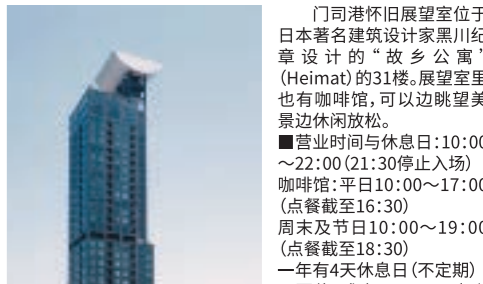 门司港怀旧展望室位于
日本著名建筑设计家黑川纪
章设计的“故乡公寓”
（Heimat）的31楼。展望室里
也有咖啡馆，可以边眺望美
景边休闲放松。
■营业时间与休息日：10:00
～22:00（21:30停止入场）
咖啡馆：平日10:00～17:00
（点餐截至16:30）
周末及节日10:00～19:00
（点餐截至18:30）
一年有4天休息日（不定期）